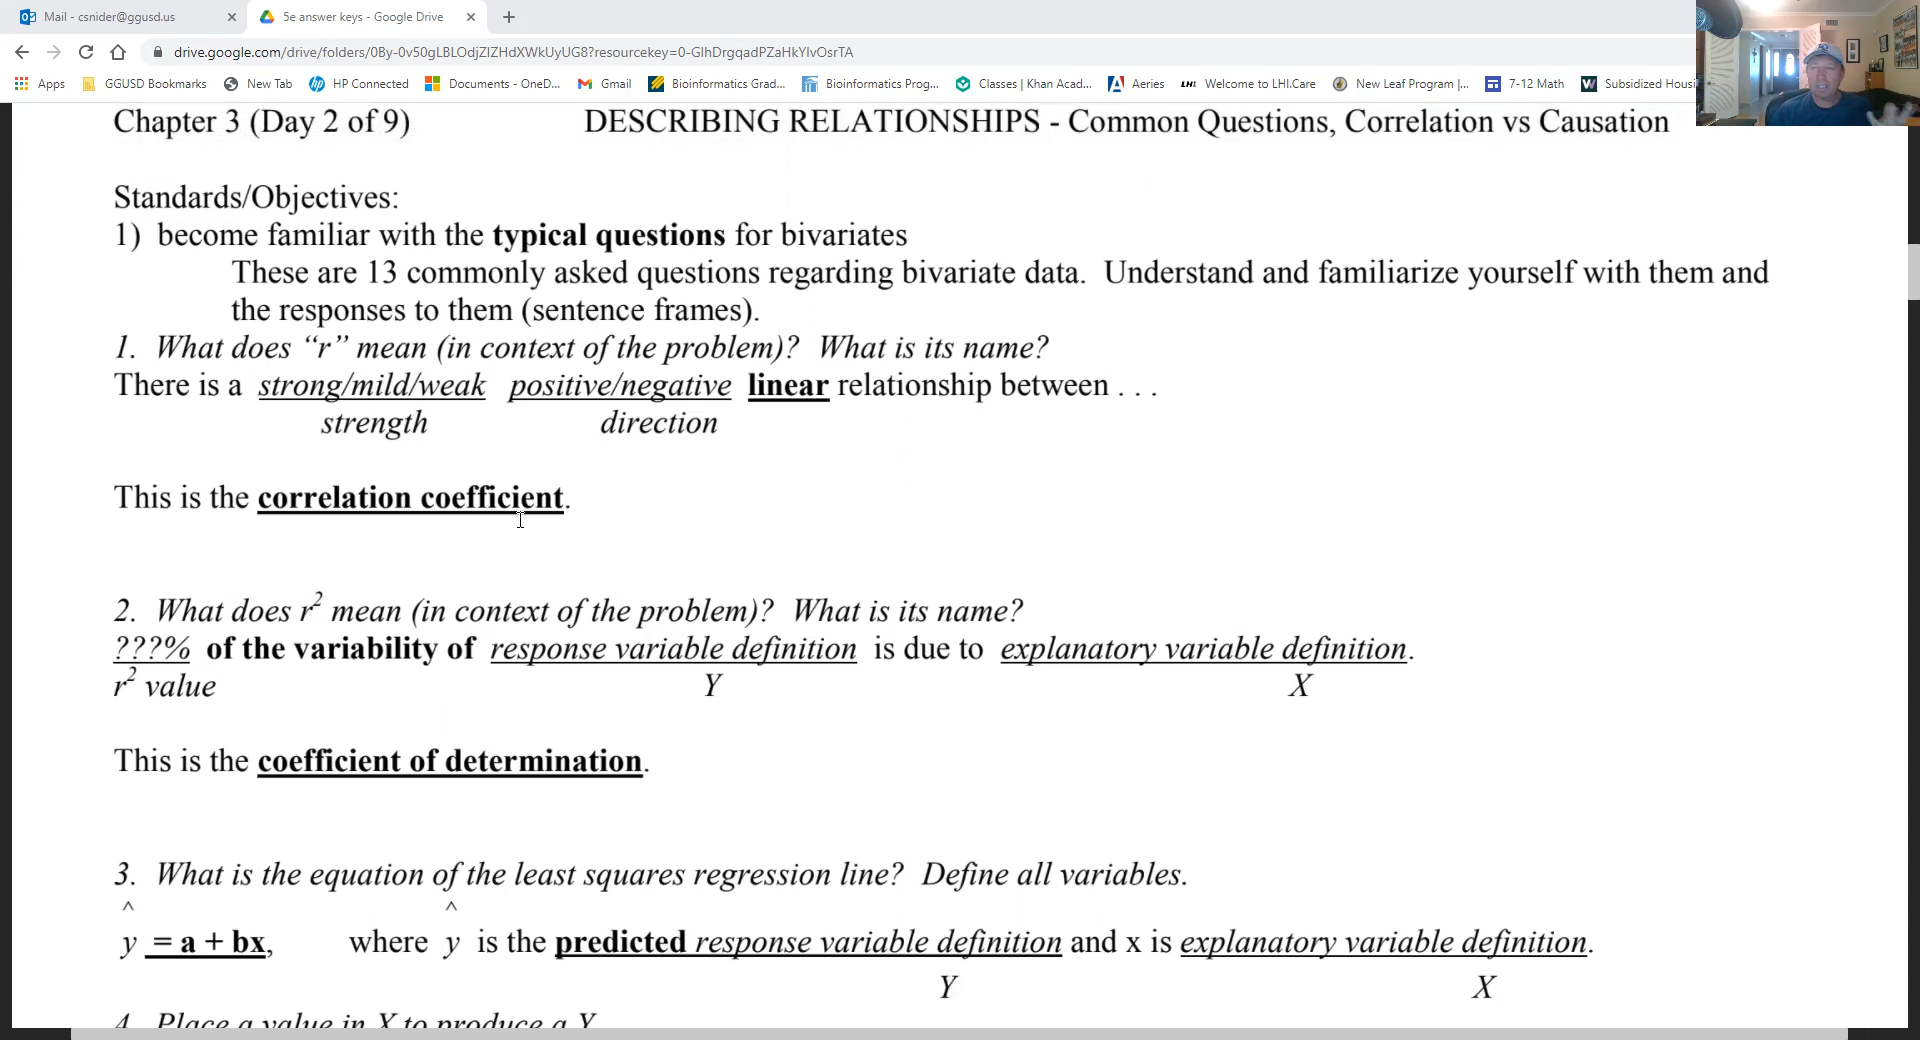 Mail - csnider@ggusd.us
5e answer keys - Google Drive
drive.google.com/drive/folders/0By-0v50gLBLOdjZlZHdXWkUyUG8?resourcekey=0-GIhDrgqadPZaHkYIvOsrTA
Apps GGUSD Bookmarks New Tab HP Connected Documents - OneD... Gmail Bioinformatics Grad... Bioinformatics Prog... Classes | Khan Acad... Aeries LHI Welcome to LHI.Care New Leaf Program |... 7-12 Math Subsidized Housi
Chapter 3 (Day 2 of 9) DESCRIBING RELATIONSHIPS - Common Questions, Correlation vs Causation
Standards/Objectives:
1) become familiar with the typical questions for bivariates
These are 13 commonly asked questions regarding bivariate data. Understand and familiarize yourself with them and
the responses to them (sentence frames).
1. What does “r” mean (in context of the problem)? What is its name?
There is a strong/mild/weak positive/negative linear relationship between . . .
strength direction
This is the correlation coefficient.
2. What does r² mean (in context of the problem)? What is its name?
???% of the variability of response variable definition is due to explanatory variable definition.
r² value Y X
This is the coefficient of determination.
3. What is the equation of the least squares regression line? Define all variables.
^ ^
y = a + bx, where y is the predicted response variable definition and x is explanatory variable definition.
Y X
4. Place a value in X to produce a Y